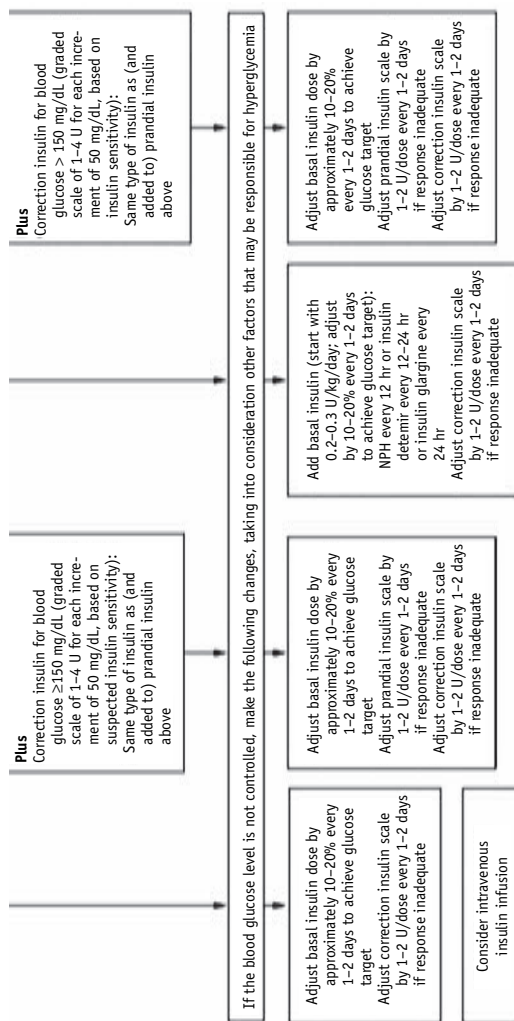 Plus
Correction insulin for blood
glucose ≥150 mg/dL (graded
scale of 1–4 U for each incre-
ment of 50 mg/dL, based on
suspected insulin sensitivity):
Same type of insulin as (and
added to) prandial insulin
above
Plus
Correction insulin for blood
glucose > 150 mg/dL (graded
scale of 1–4 U for each incre-
ment of 50 mg/dL, based on
insulin sensitivity):
Same type of insulin as (and
added to) prandial insulin
above
If the blood glucose level is not controlled, make the following changes, taking into consideration other factors that may be responsible for hyperglycemia
Adjust basal insulin dose by
approximately 10–20% every
1–2 days to achieve glucose
target
Adjust correction insulin scale
by 1–2 U/dose every 1–2 days
if response inadequate
Adjust basal insulin dose by
approximately 10–20% every
1–2 days to achieve glucose
target
Adjust prandial insulin scale by
1–2 U/dose every 1–2 days
if response inadequate
Adjust correction insulin scale
by 1–2 U/dose every 1–2 days
if response inadequate
Add basal insulin (start with
0.2–0.3 U/kg/day; adjust
by 10–20% every 1–2 days
to achieve glucose target):
NPH every 12 hr or insulin
detemir every 12–24 hr
or insulin glargine every
24 hr
Adjust correction insulin scale
by 1–2 U/dose every 1–2 days
if response inadequate
Adjust basal insulin dose by
approximately 10–20%
every 1–2 days to achieve
glucose target
Adjust prandial insulin scale by
1–2 U/dose every 1–2 days
if response inadequate
Adjust correction insulin scale
by 1–2 U/dose every 1–2 days
if response inadequate
Consider intravenous
insulin infusion